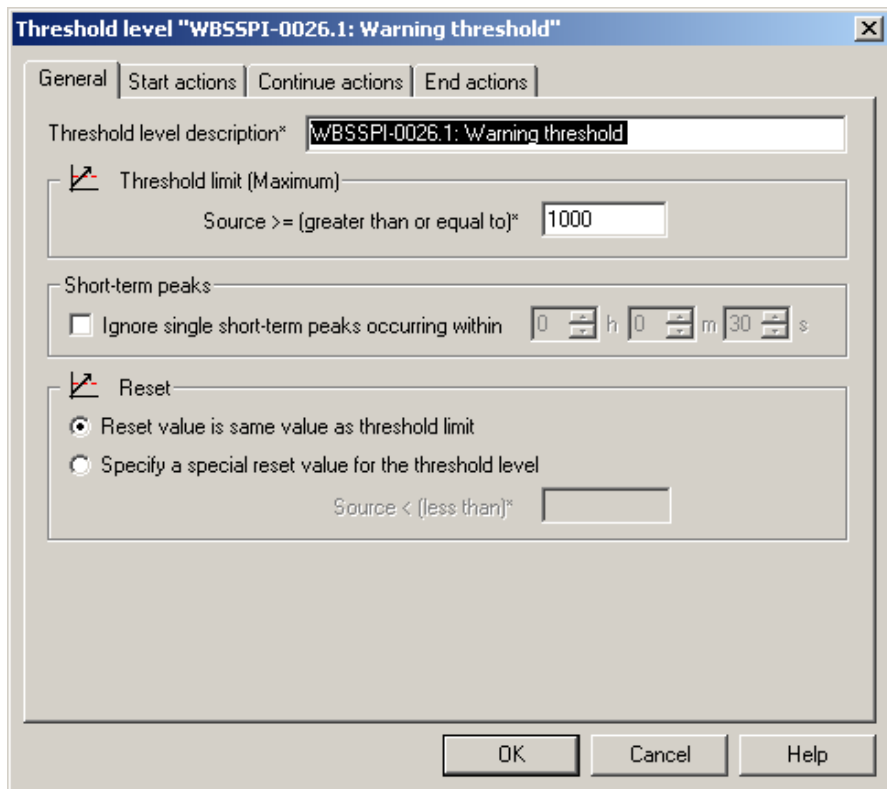 Threshold level "WBSSPI-0026.1: Warning threshold"
General Start actions Continue actions End actions
Threshold level description* WBSSPI-0026.1: Warning threshold
Threshold limit (Maximum)
Source >= (greater than or equal to)* 1000
Short-term peaks
Ignore single short-term peaks occurring within 0 h 0 m 30 s
Reset
Reset value is same value as threshold limit
Specify a special reset value for the threshold level
Source < (less than)*
OK Cancel Help